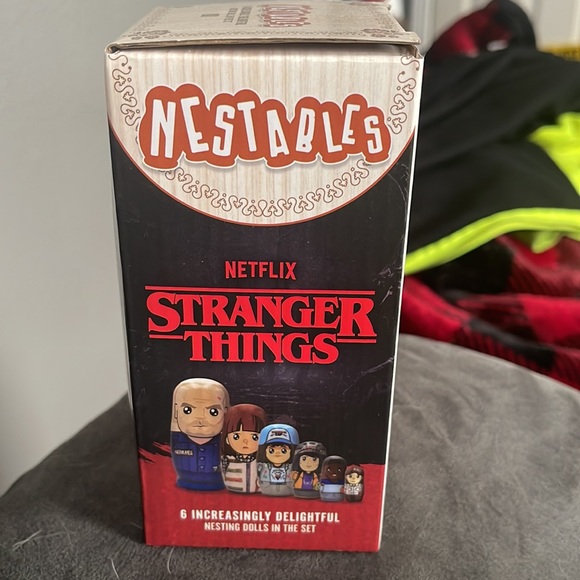 NESTABLES
NETFLIX
STRANGER
THINGS
6 INCREASINGLY DELIGHTFUL
NESTING DOLLS IN THE SET